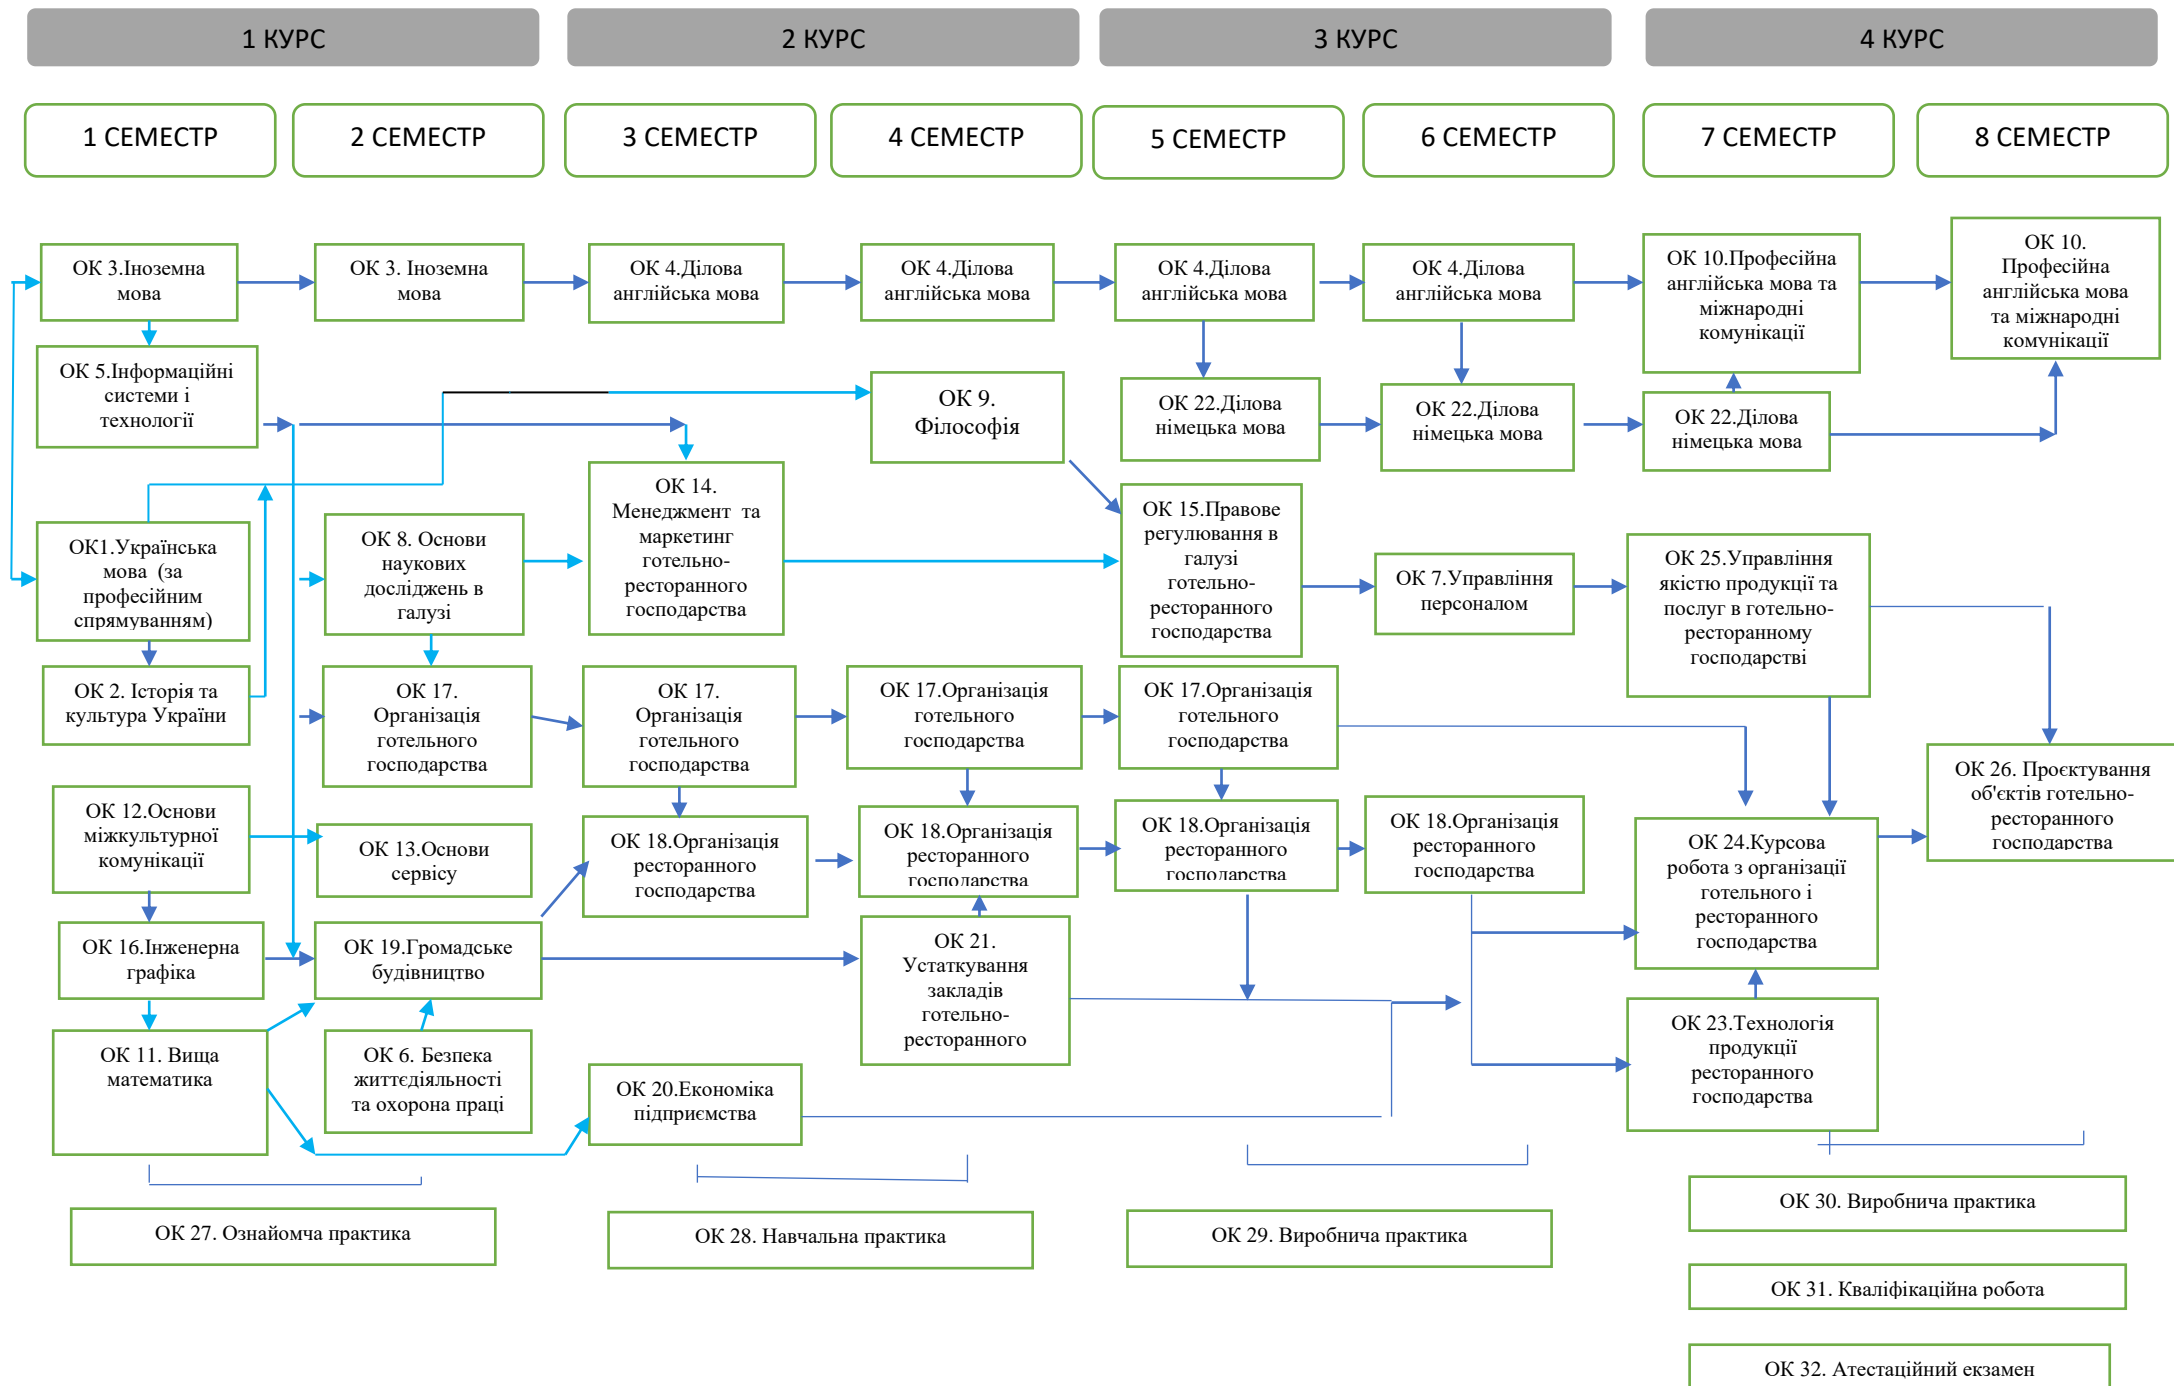 1 КУРС
2 КУРС
3 КУРС
4 КУРС
1 СЕМЕСТР
2 СЕМЕСТР
3 СЕМЕСТР
4 СЕМЕСТР
5 СЕМЕСТР
6 СЕМЕСТР
7 СЕМЕСТР
8 СЕМЕСТР
ОК 3.Іноземна
мова
ОК 3. Іноземна
мова
ОК 4.Ділова
англійська мова
ОК 4.Ділова
англійська мова
ОК 4.Ділова
англійська мова
ОК 4.Ділова
англійська мова
ОК 10.Професійна
англійська мова та
міжнародні
комунікації
ОК 10.
Професійна
англійська мова
та міжнародні
комунікації
ОК 5.Інформаційні
системи і
технології
ОК 9.
Філософія
ОК 22.Ділова
німецька мова
ОК 22.Ділова
німецька мова
ОК 22.Ділова
німецька мова
ОК1.Українська
мова (за
професійним
спрямуванням)
ОК 8. Основи
наукових
досліджень в
галузі
ОК 14.
Менеджмент та
маркетинг
готельно-
ресторанного
господарства
ОК 15.Правове
регулювання в
галузі
готельно-
ресторанного
господарства
ОК 7.Управління
персоналом
ОК 25.Управління
якістю продукції та
послуг в готельно-
ресторанному
господарстві
ОК 2. Історія та
культура України
ОК 17.
Організація
готельного
господарства
ОК 17.
Організація
готельного
господарства
ОК 17.Організація
готельного
господарства
ОК 17.Організація
готельного
господарства
ОК 26. Проєктування
об'єктів готельно-
ресторанного
господарства
ОК 12.Основи
міжкультурної
комунікації
ОК 13.Основи
сервісу
ОК 18.Організація
ресторанного
господарства
ОК 18.Організація
ресторанного
господарства
ОК 18.Організація
ресторанного
господарства
ОК 18.Організація
ресторанного
господарства
ОК 24.Курсова
робота з організації
готельного і
ресторанного
господарства
ОК 16.Інженерна
графіка
ОК 19.Громадське
будівництво
ОК 21.
Устаткування
закладів
готельно-
ресторанного
ОК 11. Вища
математика
ОК 6. Безпека
життєдіяльності
та охорона праці
ОК 20.Економіка
підприємства
ОК 23.Технологія
продукції
ресторанного
господарства
ОК 27. Ознайомча практика
ОК 28. Навчальна практика
ОК 29. Виробнича практика
ОК 30. Виробнича практика
ОК 31. Кваліфікаційна робота
ОК 32. Атестаційний екзамен